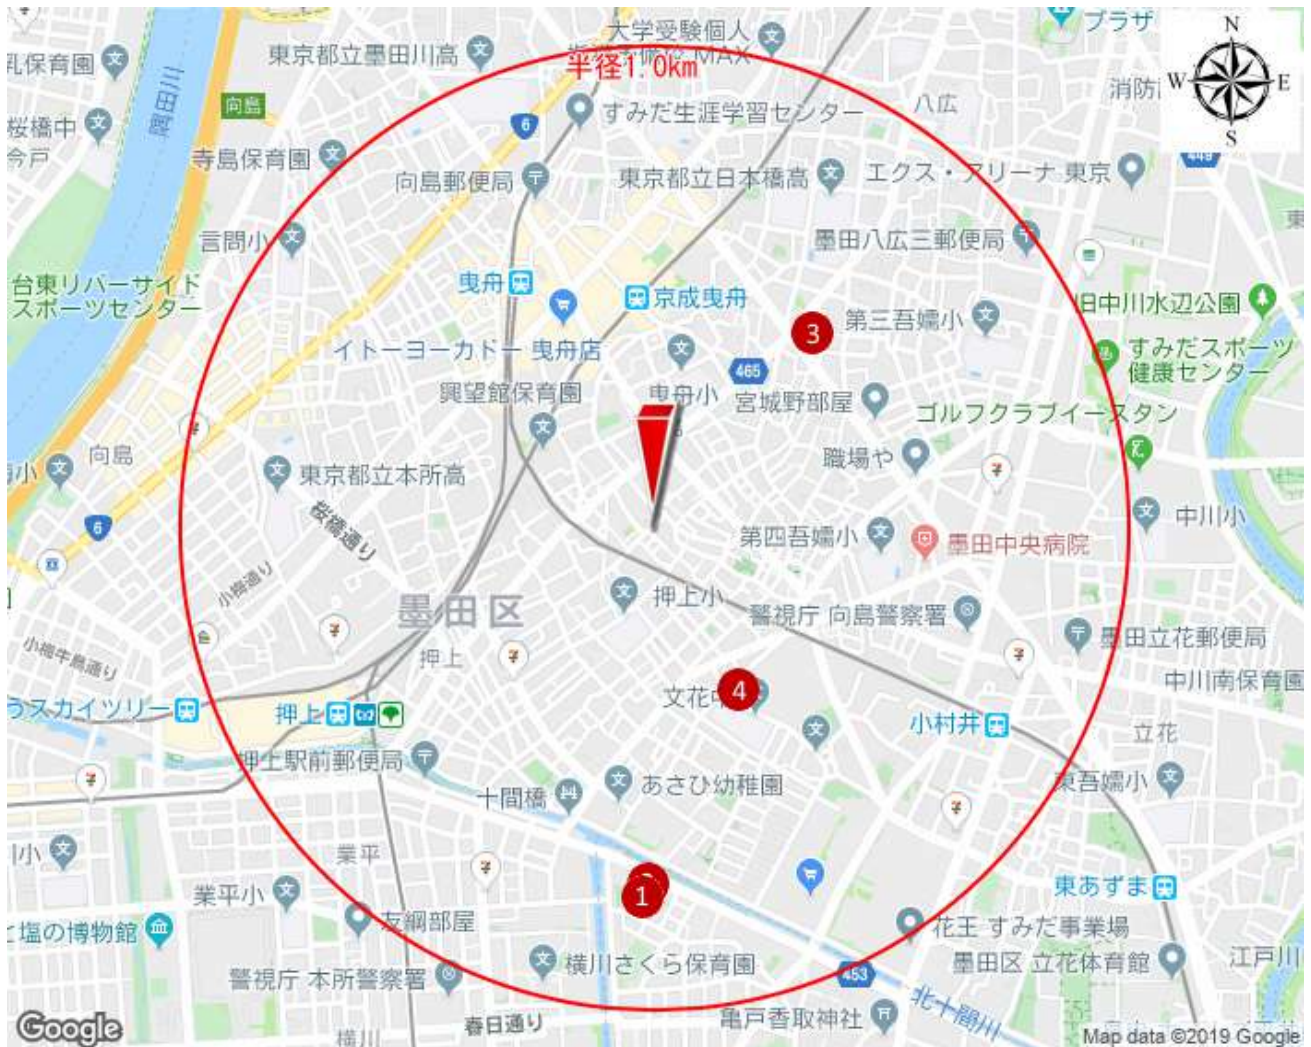 大学受験個人
プラザ
N
W
E
S
乳保育園
東京都立墨田川高
半径1.0km
消防
隅田川
向島
6
すみだ生涯学習センター
八広
桜橋中
今戸
寺島保育園
向島郵便局
東京都立日本橋高
エクス・アリーナ 東京
449
言問小
墨田八広三郵便局
台東リバーサイド
スポーツセンター
曳舟
京成曳舟
旧中川水辺公園
3
第三吾嬬小
イトーヨーカドー 曳舟店
465
すみだスポーツ
健康センター
興望館保育園
曳舟小
宮城野部屋
ゴルフクラブイースタン
向島
東京都立本所高
職場や
6
桜橋通り
第四吾嬬小
墨田中央病院
中川小
小梅通り
墨田区
押上小
警視庁 向島警察署
墨田立花郵便局
小梅牛島通り
押上
中川南保育園
うスカイツリー
押上
文花中
4
小村井
立花
押上駅前郵便局
十間橋
あさひ幼稚園
東吾嬬小
業平
業平小
1
東あずま
と塩の博物館
友綱部屋
花王 すみだ事業場
警視庁 本所警察署
横川さくら保育園
453
墨田区 立花体育館
江戸川
Google
横川
春日通り
亀戸香取神社
北十間川
Map data ©2019 Google